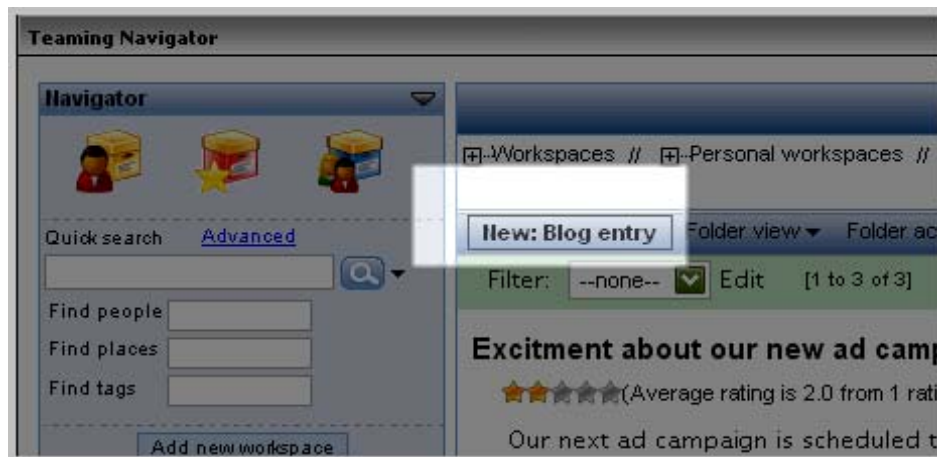 Teaming Navigator
Navigator
Workspaces // Personal workspaces //
Quick search Advanced
New: Blog entry Folder view
Filter: --none-- Edit [1 to 3 of 3]
Find people
Find places
Find tags
Excitment about our new ad
(Average rating is 2.0 from 1
Add new workspace
Our next ad campaign is scheduled